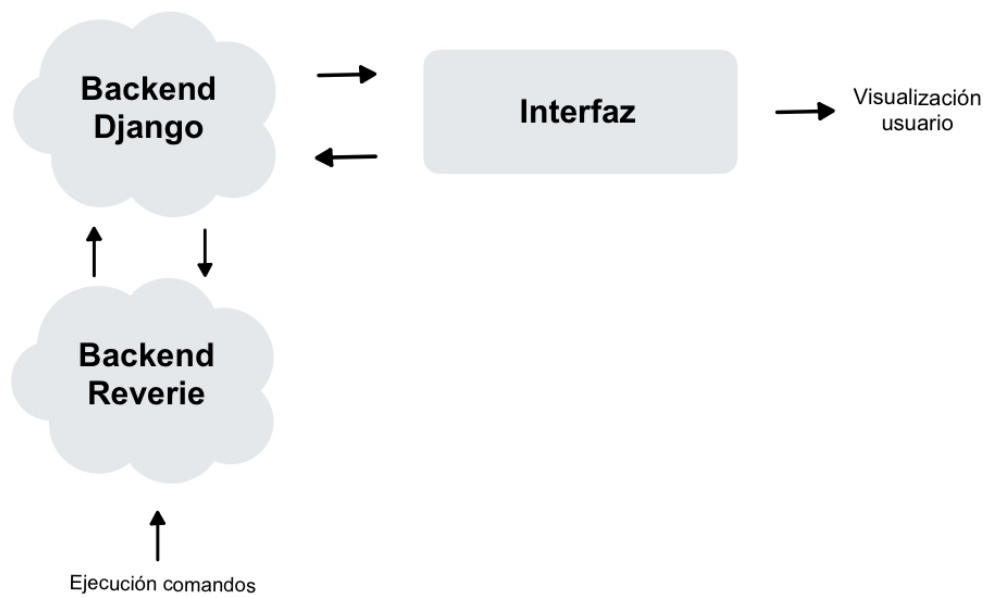 Backend
Django
Interfaz
Visualización
usuario
Backend
Reverie
Ejecución comandos